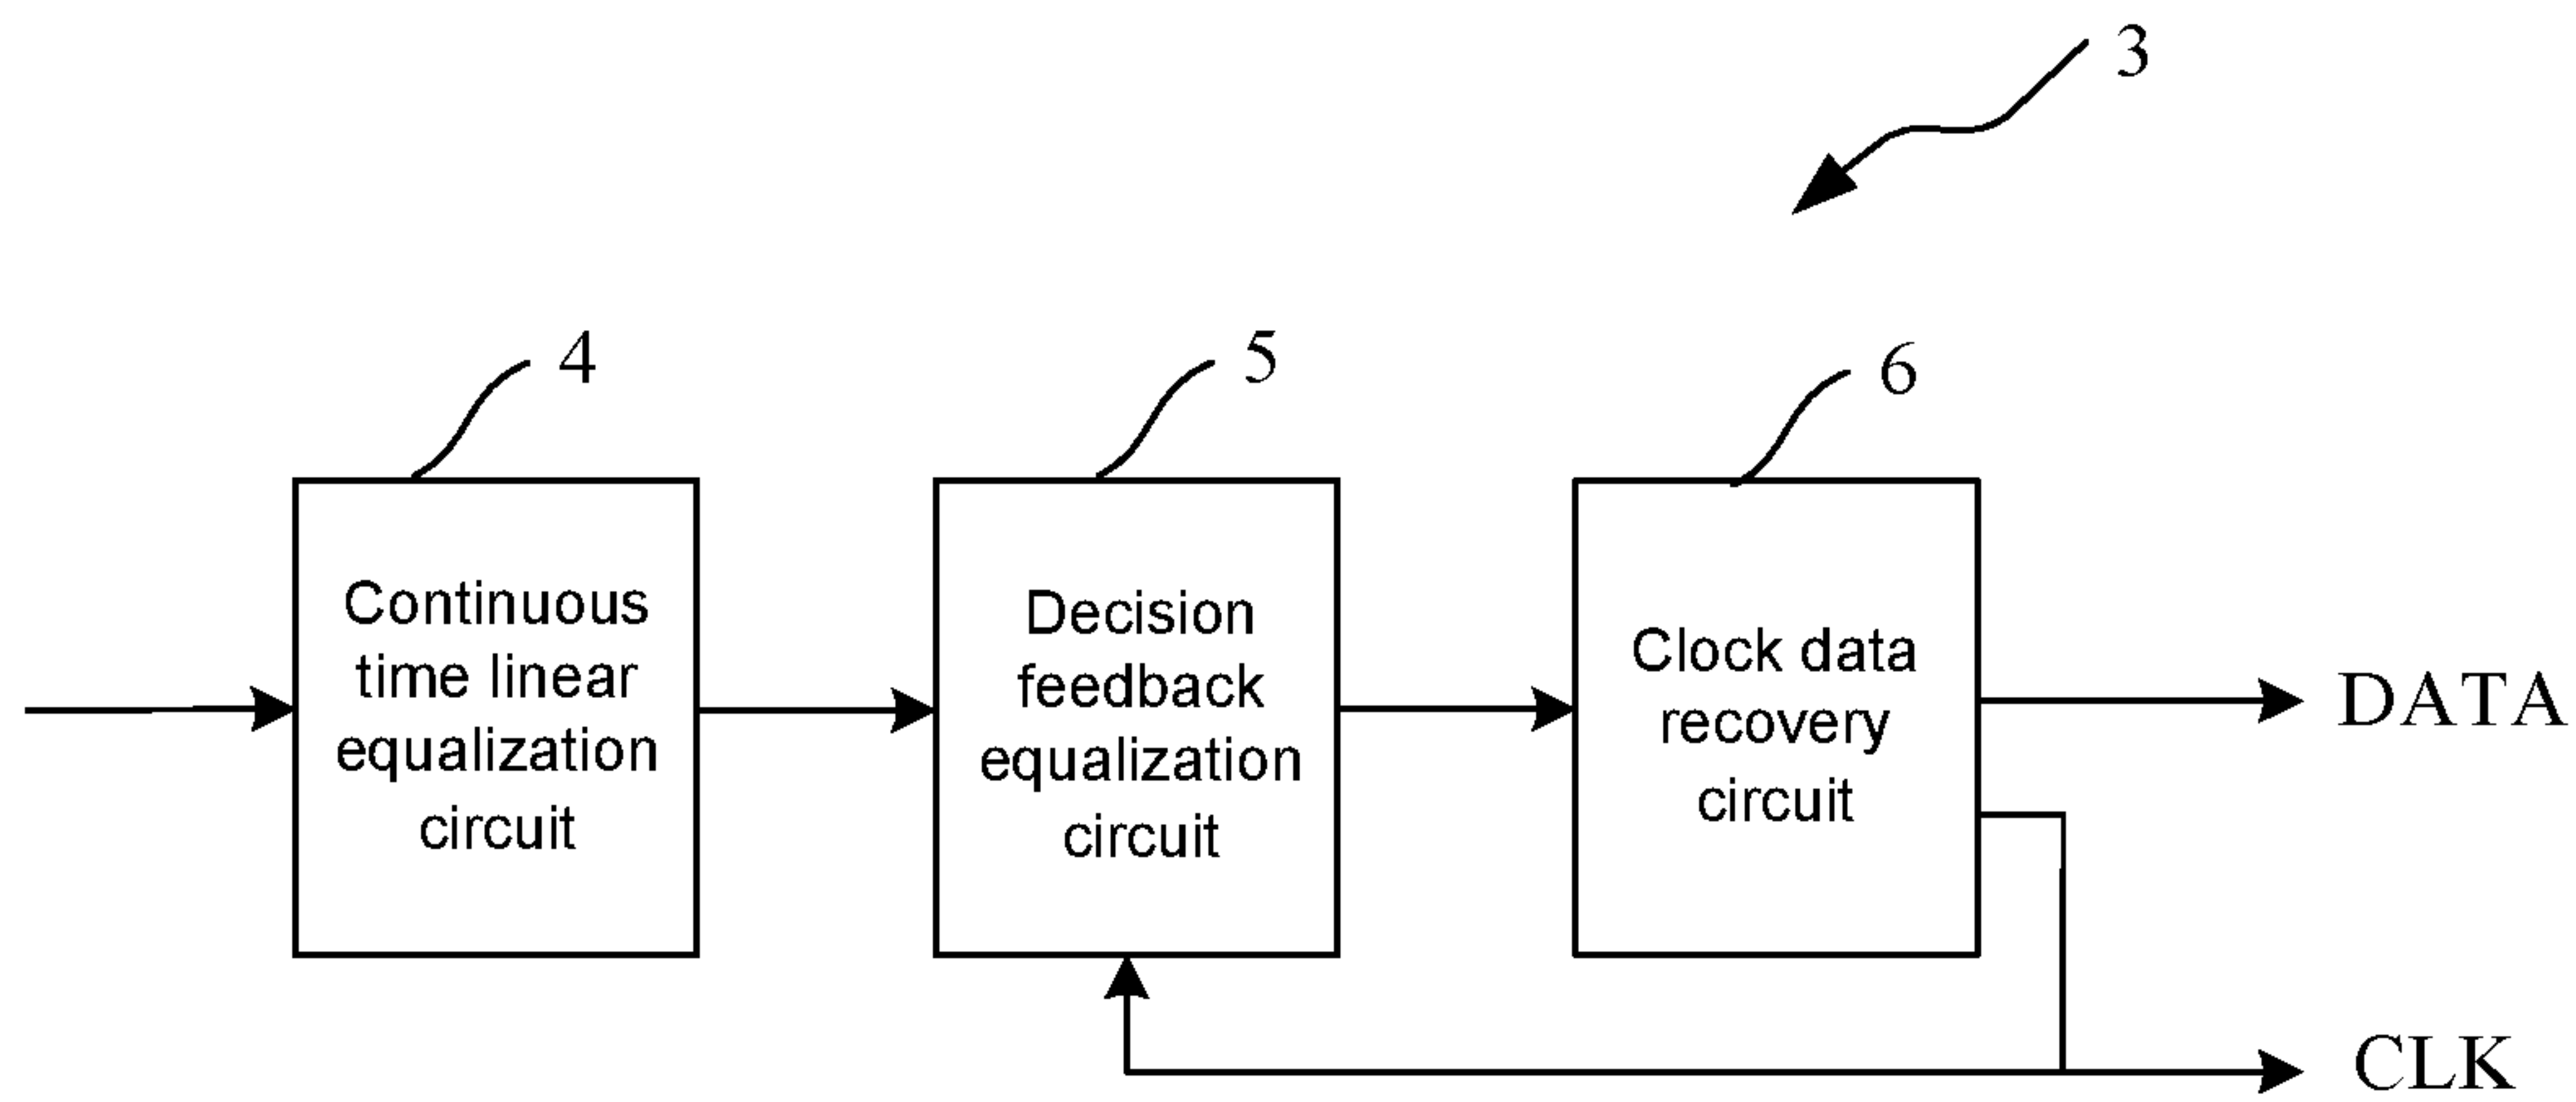 3
4
5
6
Continuous
time linear
equalization
circuit
Decision
feedback
equalization
circuit
Clock data
recovery
circuit
DATA
CLK